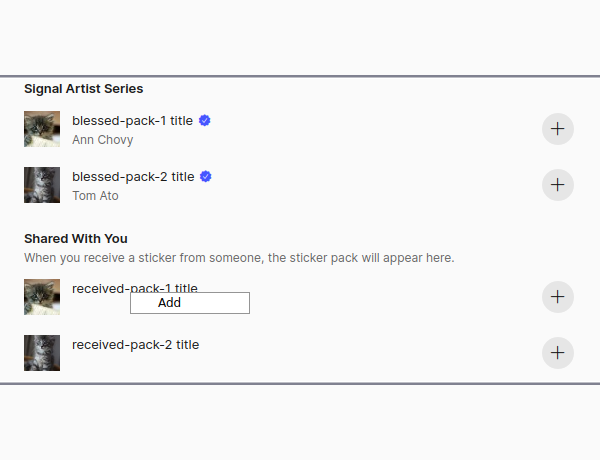 Signal Artist Series
blessed-pack-1 title
Ann Chovy
blessed-pack-2 title
Tom Ato
Shared With You
When you receive a sticker from someone, the sticker pack will appear here.
received-pack-1 title
Add
received-pack-2 title